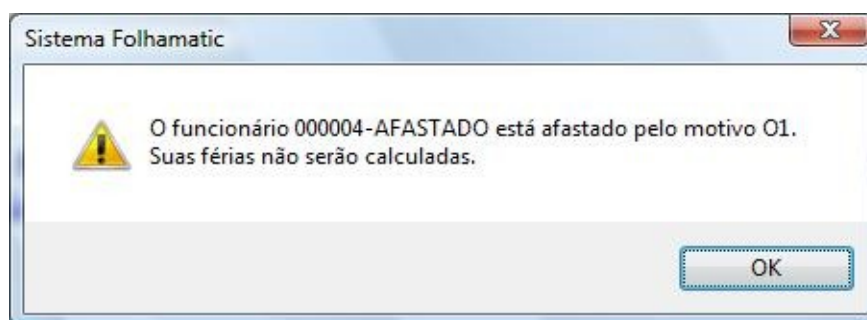 Sistema Folhamatic
O funcionário 000004-AFASTADO está afastado pelo motivo O1.
Suas férias não serão calculadas.
OK